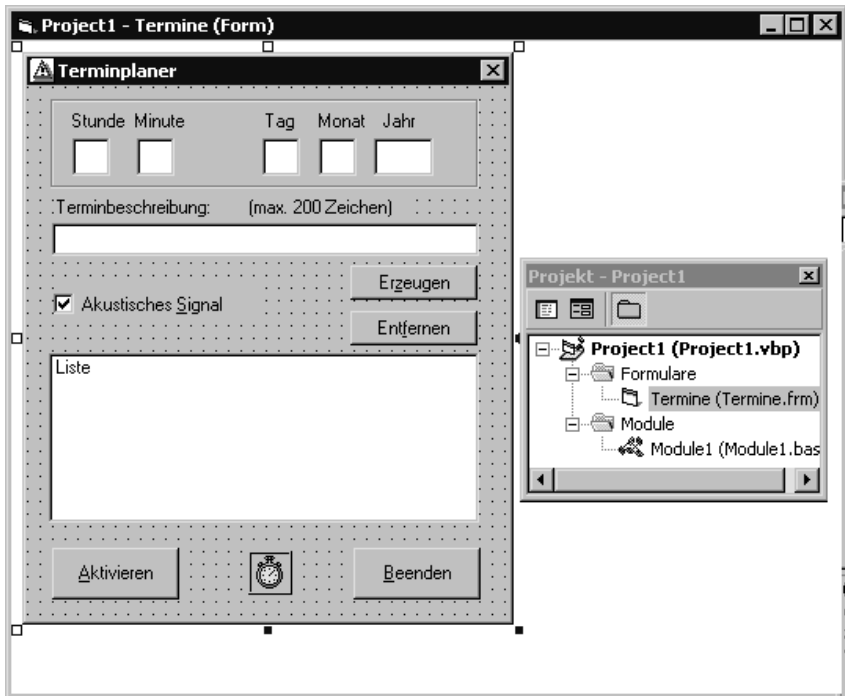 Project1 - Termine (Form)
Terminplaner
Stunde Minute Tag Monat Jahr
Terminbeschreibung: (max. 200 Zeichen)
Erzeugen
Akustisches Signal
Entfernen
Liste
Aktivieren
Beenden
Projekt - Project1
Project1 (Project1.vbp)
Formulare
Termine (Termine.frm)
Module
Module1 (Module1.bas